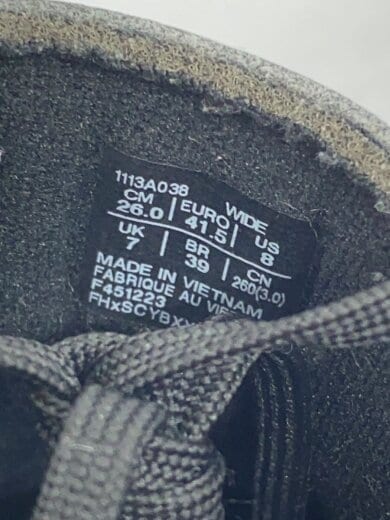 1113A038 WIDE
CM | EURO | US
26.0 | 41.5 | 8
UK | BR | CN
7 | 39 | 260(3.0)
MADE IN VIETNAM
FABRIQUE AU
F451223